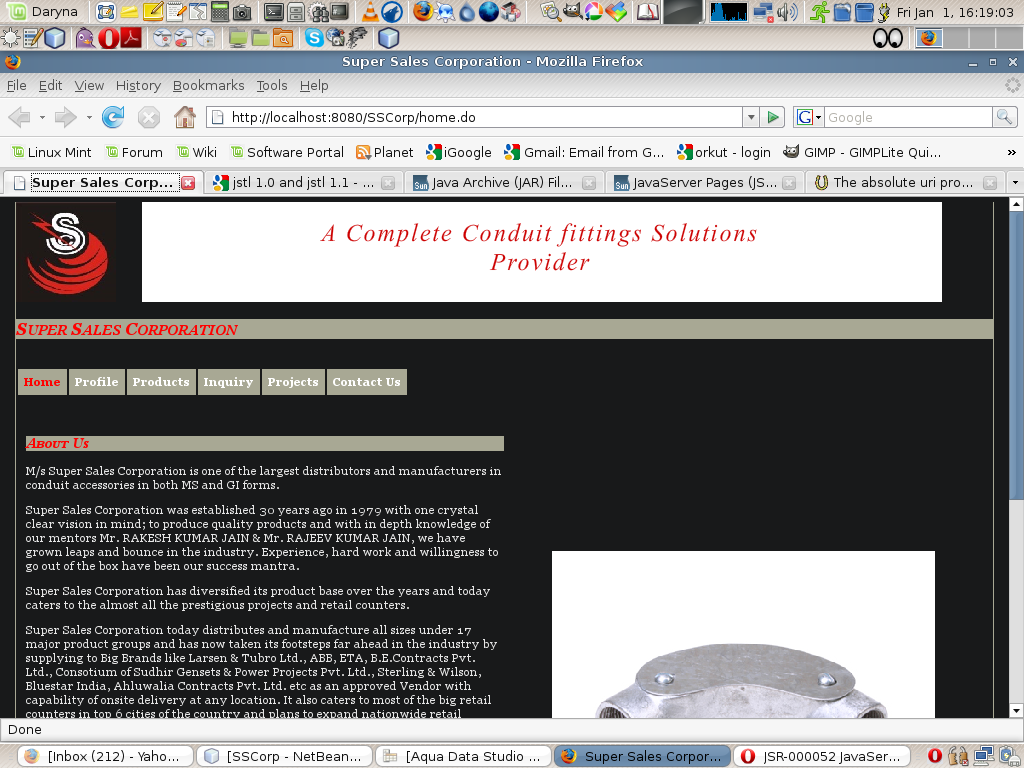 Daryna
Fri Jan 1, 16:19:03
Super Sales Corporation - Mozilla Firefox
File Edit View History Bookmarks Tools Help
http://localhost:8080/SSCorp/home.do
G Google
Linux Mint Forum Wiki Software Portal Planet iGoogle Gmail: Email from G... orkut - login GIMP - GIMPLite Qui... »
Super Sales Corp... jstl 1.0 and jstl 1.1 - ... Java Archive (JAR) Fil... JavaServer Pages (JS... The absolute uri pro...
S
A Complete Conduit fittings Solutions
Provider
SUPER SALES CORPORATION
Home Profile Products Inquiry Projects Contact Us
ABOUT US
M/s Super Sales Corporation is one of the largest distributors and manufacturers in
conduit accessories in both MS and GI forms.
Super Sales Corporation was established 30 years ago in 1979 with one crystal
clear vision in mind; to produce quality products and with in depth knowledge of
our mentors Mr. RAKESH KUMAR JAIN & Mr. RAJEEV KUMAR JAIN, we have
grown leaps and bounce in the industry. Experience, hard work and willingness to
go out of the box have been our success mantra.
Super Sales Corporation has diversified its product base over the years and today
caters to the almost all the prestigious projects and retail counters.
Super Sales Corporation today distributes and manufacture all sizes under 17
major product groups and has now taken its footsteps far ahead in the industry by
supplying to Big Brands like Larsen & Tubro Ltd., ABB, ETA, B.E.Contracts Pvt.
Ltd., Consotium of Sudhir Gensets & Power Projects Pvt. Ltd., Sterling & Wilson,
Bluestar India, Ahluwalia Contracts Pvt. Ltd. etc as an approved Vendor with
capability of onsite delivery at any location. It also caters to most of the big retail
counters in top 6 cities of the country and plans to expand nationwide retail
Done
[Inbox (212) - Yaho... [SSCorp - NetBean... [Aqua Data Studio ... Super Sales Corpor... JSR-000052 JavaSer...